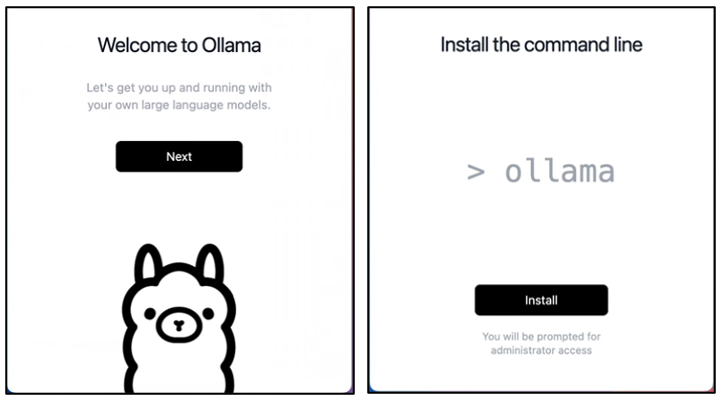 Welcome to Ollama
Let's get you up and running with
your own large language models.
Next
Install the command line
> ollama
Install
You will be prompted for
administrator access